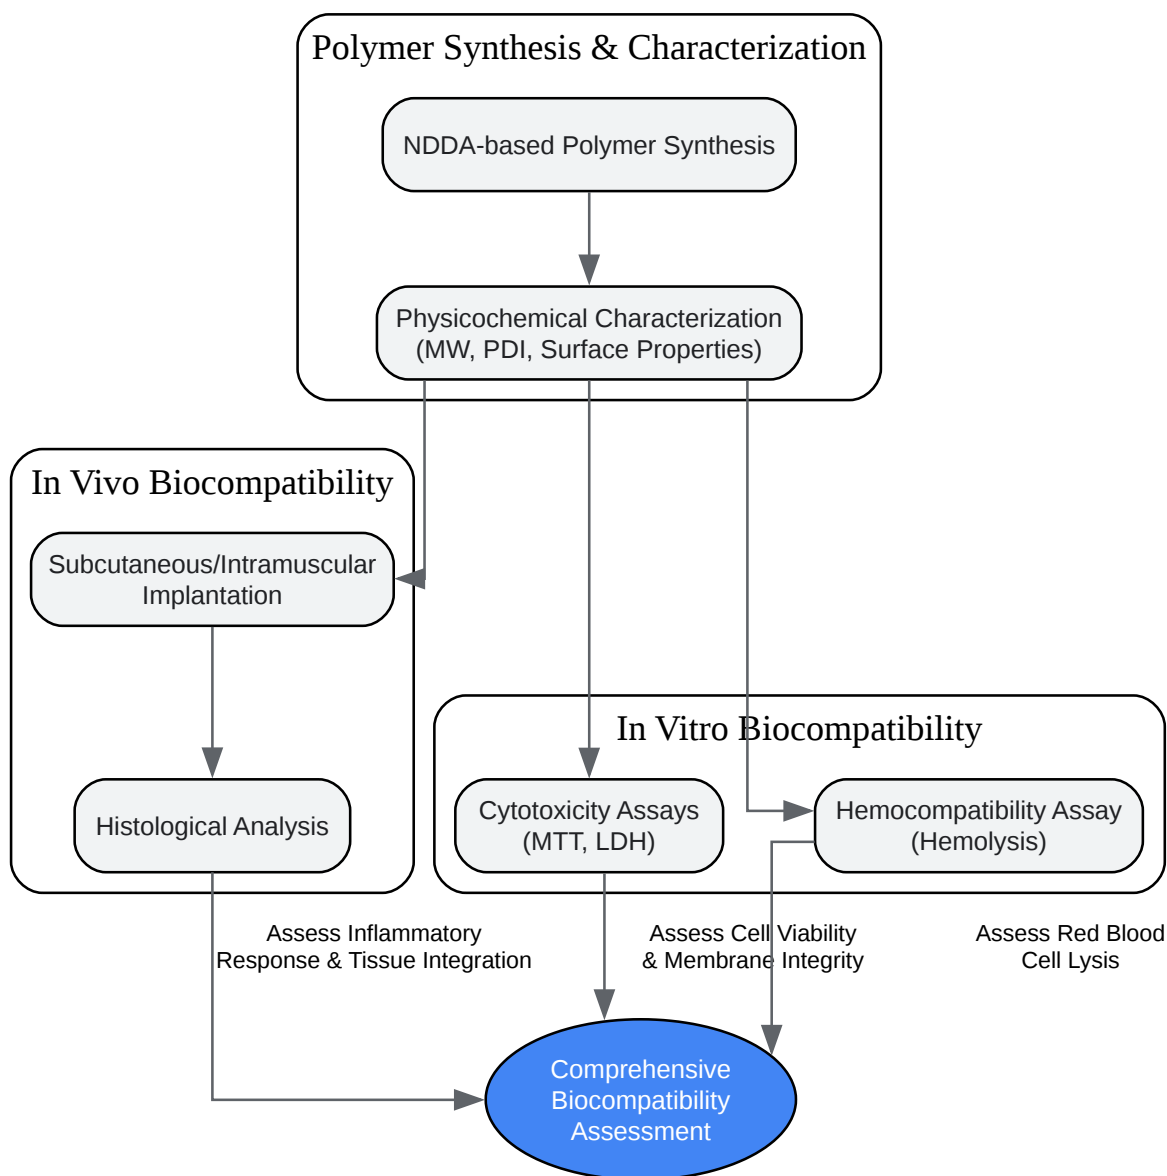 Polymer Synthesis & Characterization
NDDA-based Polymer Synthesis
Physicochemical Characterization
(MW, PDI, Surface Properties)
In Vivo Biocompatibility
Subcutaneous/Intramuscular
Implantation
Histological Analysis
In Vitro Biocompatibility
Cytotoxicity Assays
(MTT, LDH)
Hemocompatibility Assay
(Hemolysis)
Assess Inflammatory
Response & Tissue Integration
Assess Cell Viability
& Membrane Integrity
Assess Red Blood
Cell Lysis
Comprehensive
Biocompatibility
Assessment